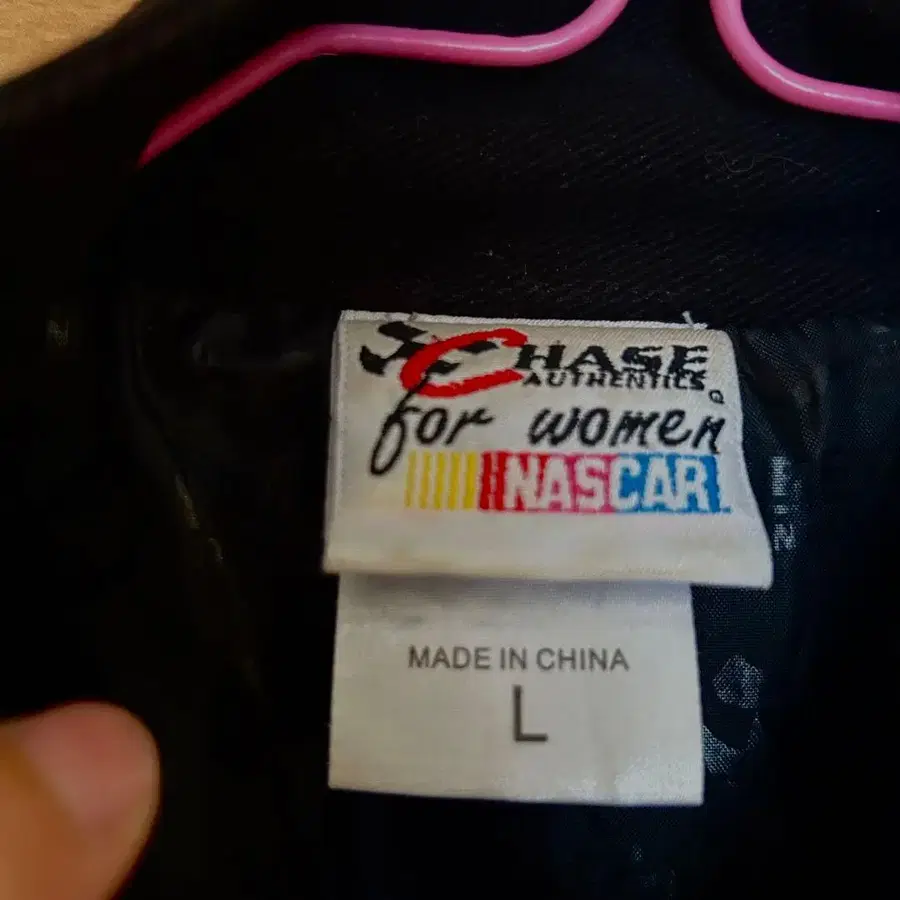 CHASE
AUTHENTICS
for women
NASCAR
MADE IN CHINA
L